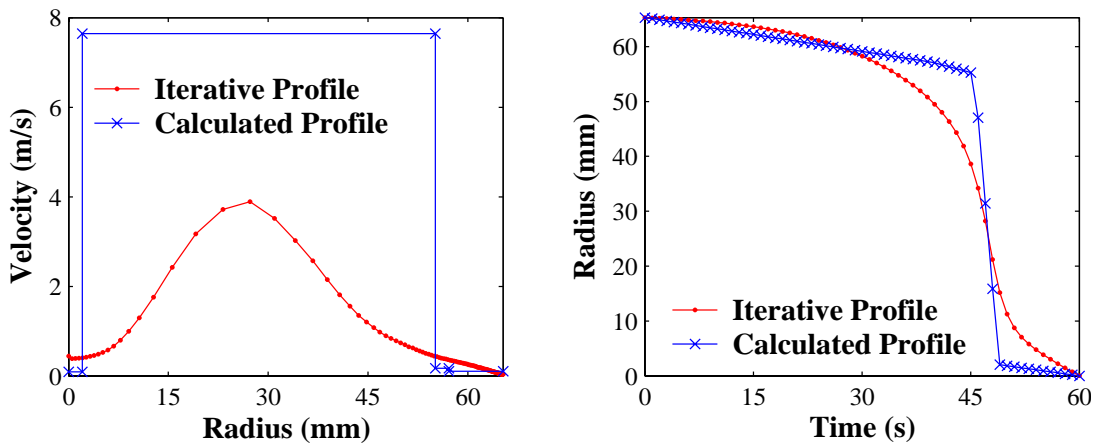 8
6
4
2
0
Velocity (m/s)
Iterative Profile
Calculated Profile
0 15 30 45 60
Radius (mm)
60
50
40
30
20
10
0
Radius (mm)
Iterative Profile
Calculated Profile
0 15 30 45 60
Time (s)